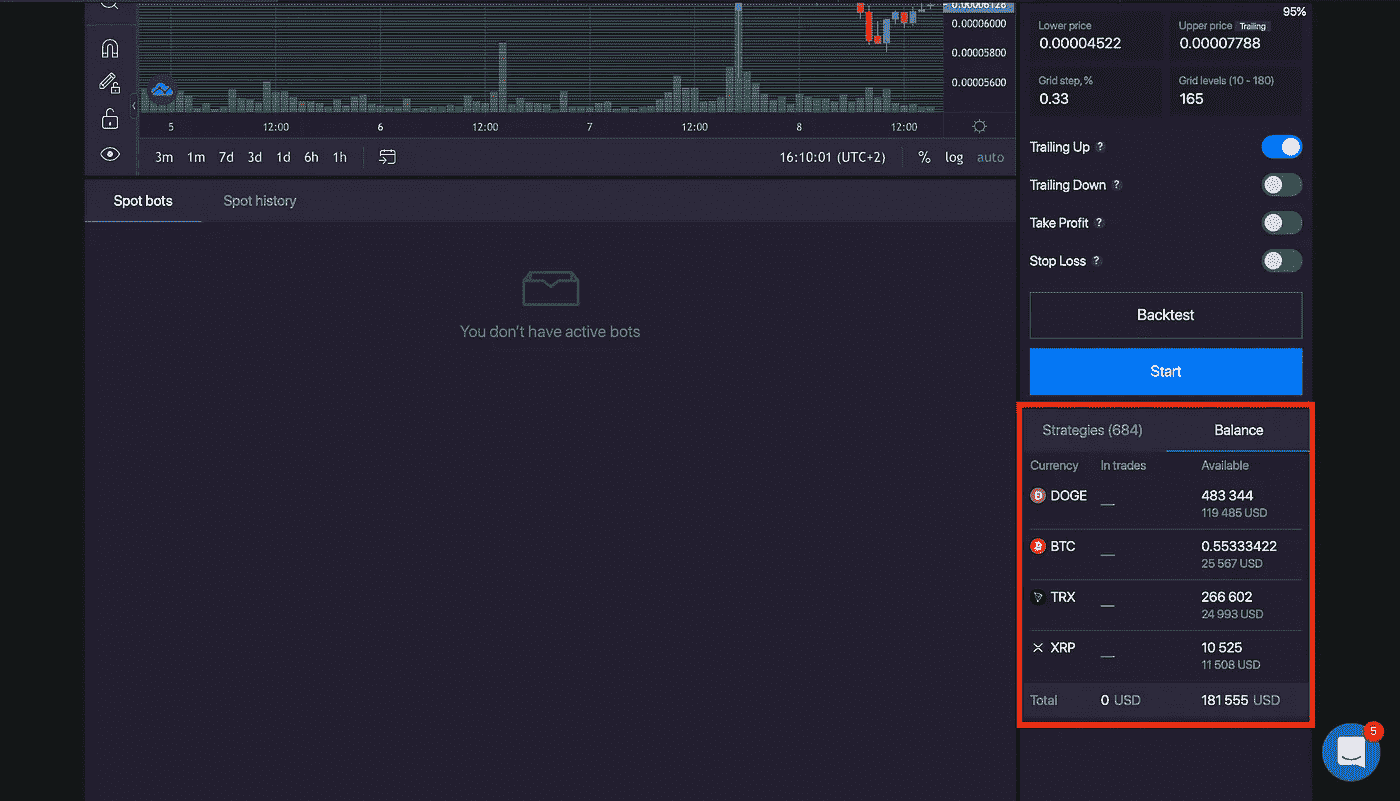 0.00006128
0.00006000
0.00005800
0.00005600
5 12:00 6 12:00 7 12:00 8 12:00
3m 1m 7d 3d 1d 6h 1h
16:10:01 (UTC+2) % log auto
Spot bots Spot history
You don't have active bots
95%
Lower price Upper price Trailing
0.00004522 0.00007788
Grid step, % Grid levels (10 - 180)
0.33 165
Trailing Up ?
Trailing Down ?
Take Profit ?
Stop Loss ?
Backtest
Start
Strategies (684) Balance
Currency In trades Available
DOGE — 483 344
119 485 USD
BTC — 0.55333422
25 567 USD
TRX — 266 602
24 993 USD
XRP — 10 525
11 508 USD
Total 0 USD 181 555 USD
5